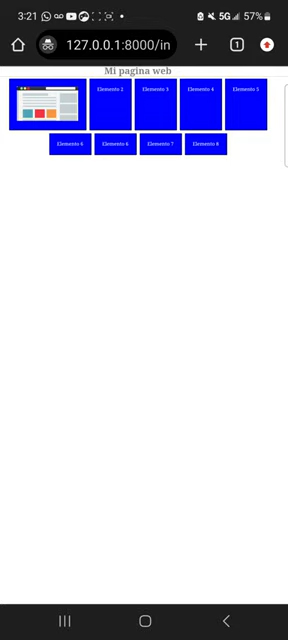 3:21 5G 57%
127.0.0.1:8000/in 1
Mi pagina web
Elemento 2 Elemento 3 Elemento 4 Elemento 5
Elemento 6 Elemento 6 Elemento 7 Elemento 8